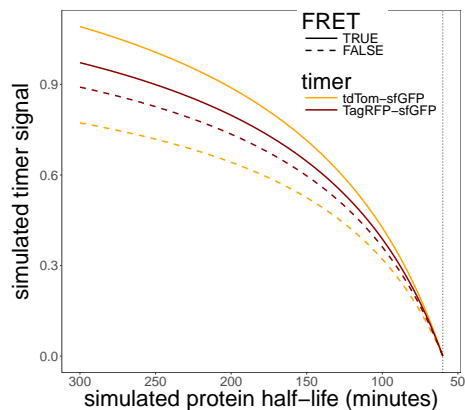 FRET
TRUE
FALSE
timer
tdTom−sfGFP
TagRFP−sfGFP
simulated timer signal
0.9
0.6
0.3
0.0
300
250
200
150
100
50
simulated protein half−life (minutes)